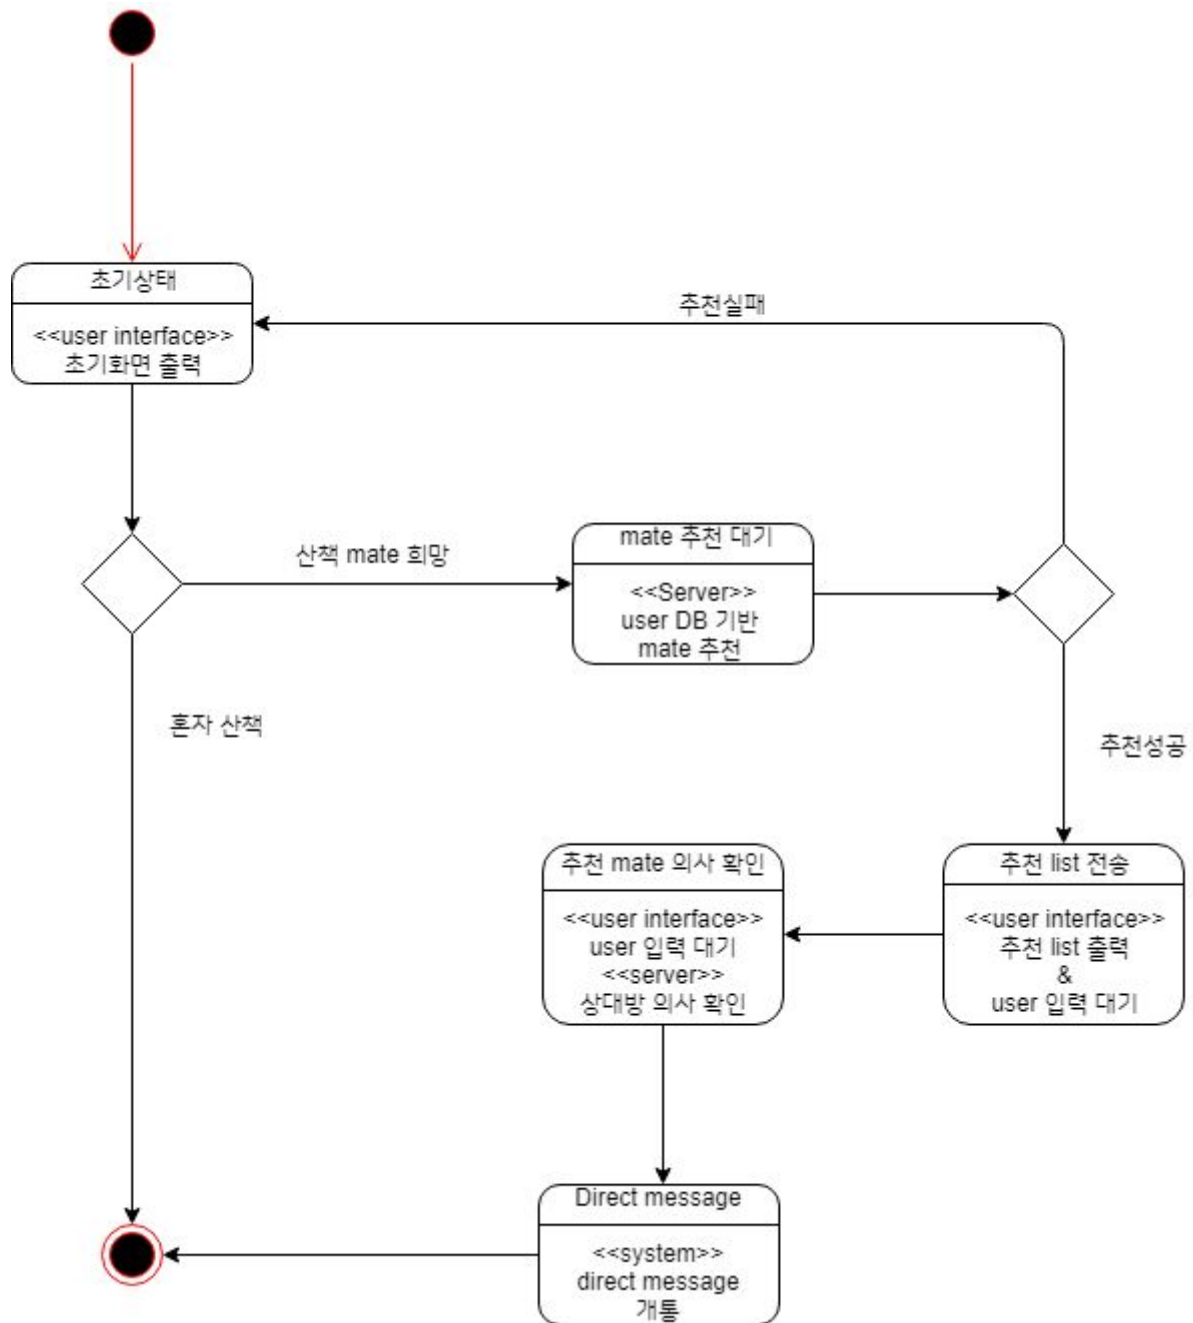 초기상태
<<user interface>>
초기화면 출력
추천실패
산책 mate 희망
mate 추천 대기
<<Server>>
user DB 기반
mate 추천
혼자 산책
추천성공
추천 mate 의사 확인
<<user interface>>
user 입력 대기
<<server>>
상대방 의사 확인
추천 list 전송
<<user interface>>
추천 list 출력
&
user 입력 대기
Direct message
<<system>>
direct message
개통